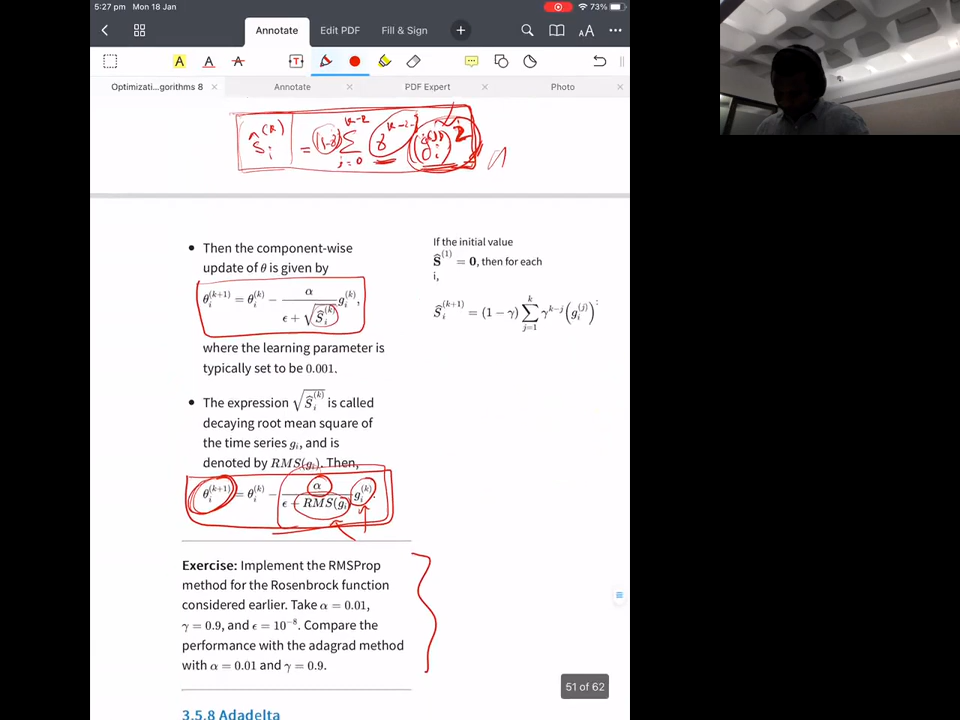 5:27 pm Mon 18 Jan
73%
Annotate
Edit PDF
Fill & Sign
AA
Optimizati...gorithms 8
Annotate
PDF Expert
Photo
Ŝ_i^(k) = (1-γ) Σ_{j=0}^{k-2} γ^{k-2-j} (g_i^(j))^2
Then the component-wise
update of θ is given by
θ_i^(k+1) = θ_i^(k) − α / (ϵ + √Ŝ_i^(k)) g_i^(k),
where the learning parameter is
typically set to be 0.001.
The expression √Ŝ_i^(k) is called
decaying root mean square of
the time series g_i, and is
denoted by RMS(g_i). Then,
θ_i^(k+1) = θ_i^(k) − α / (ϵ + RMS(g_i) g_i^(k).
If the initial value
Ŝ^(1) = 0, then for each
i,
Ŝ_i^(k+1) = (1 − γ) Σ_{j=1}^{k} γ^{k−j} (g_i^(j))
Exercise: Implement the RMSProp
method for the Rosenbrock function
considered earlier. Take α = 0.01,
γ = 0.9, and ϵ = 10^−8. Compare the
performance with the adagrad method
with α = 0.01 and γ = 0.9.
51 of 62
3.5.8 Adadelta